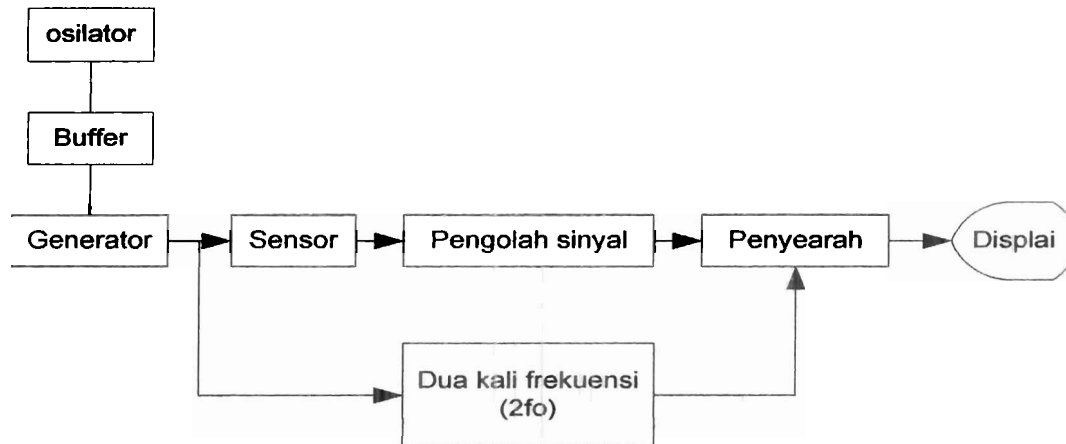 osilator
Buffer
Generator
Sensor
Pengolah sinyal
Penyearah
Displai
Dua kali frekuensi
(2fo)